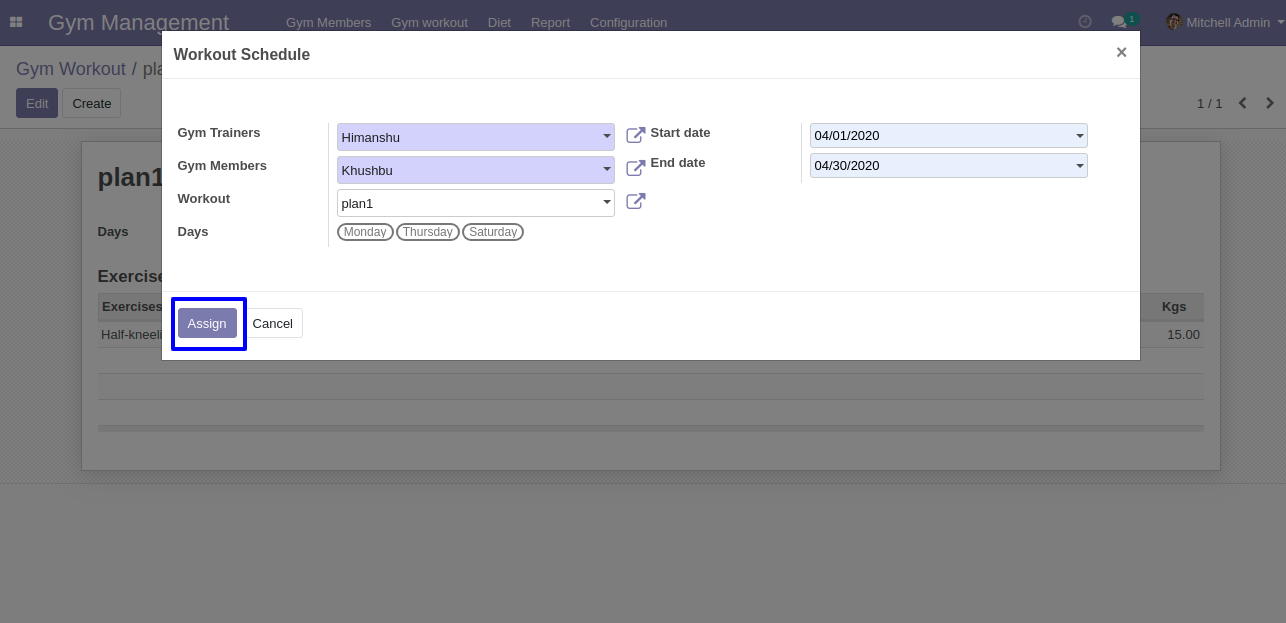 Gym Management Gym Members Gym workout Diet Report Configuration 1 Mitchell Admin
Workout Schedule ×
Gym Workout / pla
Edit Create 1 / 1
Gym Trainers Himanshu Start date 04/01/2020
Gym Members Khushbu End date 04/30/2020
plan1
Workout plan1
Days Days Monday Thursday Saturday
Exercise
Exercises Kgs
Assign Cancel
Half-kneeli 15.00